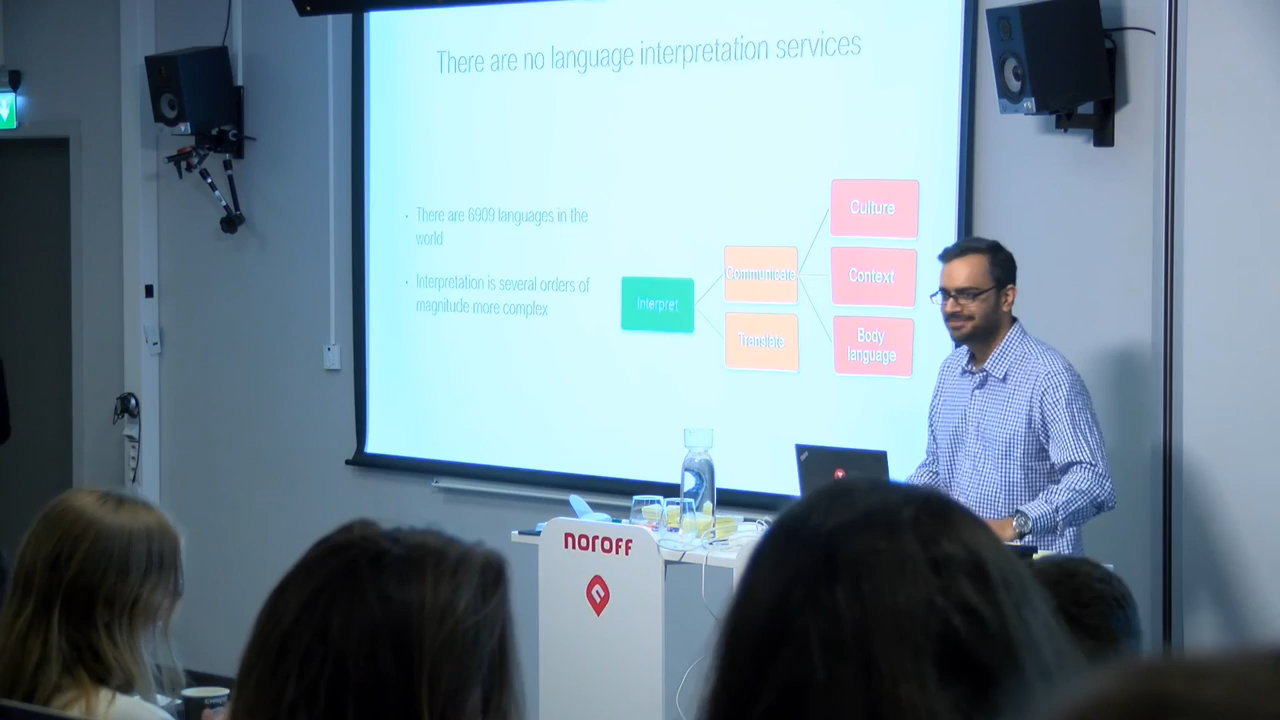 There are no language interpretation services
· There are 6909 languages in the
world
· Interpretation is several orders of
magnitude more complex
Interpret
Communicate
Translate
Culture
Context
Body
language
noroff